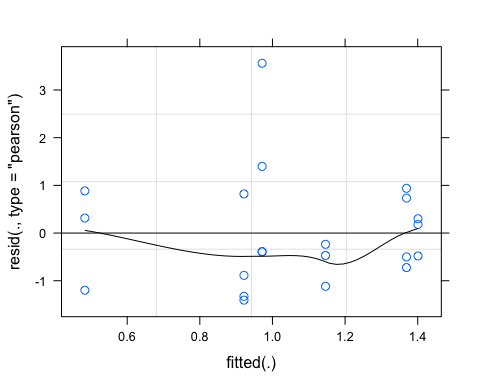 resid(., type = "pearson")
3
2
1
0
-1
0.6 0.8 1.0 1.2 1.4
fitted(.)